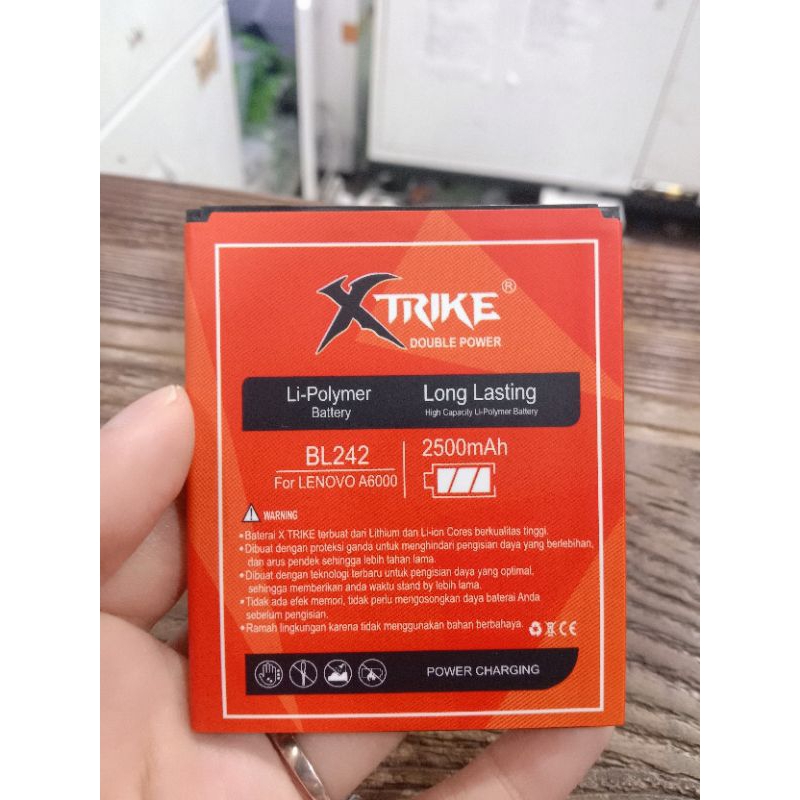 XTRIKE®
DOUBLE POWER
Li-Polymer
Battery
Long Lasting
High Capacity Li-Polymer Battery
BL242
For LENOVO A6000
2500mAh
WARNING
•Baterai X TRIKE terbuat dari Lithium dan Li-ion Cores berkualitas tinggi.
•Dibuat dengan proteksi ganda untuk menghindari pengisian daya yang berlebihan,
dan arus pendek sehingga lebih tahan lama.
•Dibuat dengan teknologi terbaru untuk pengisian daya yang optimal,
sehingga memberikan anda waktu stand by lebih lama.
•Tidak ada efek memori, tidak perlu mengosongkan daya baterai Anda
sebelum pengisian.
•Ramah lingkungan karena tidak menggunakan bahan berbahaya.
CE
POWER CHARGING